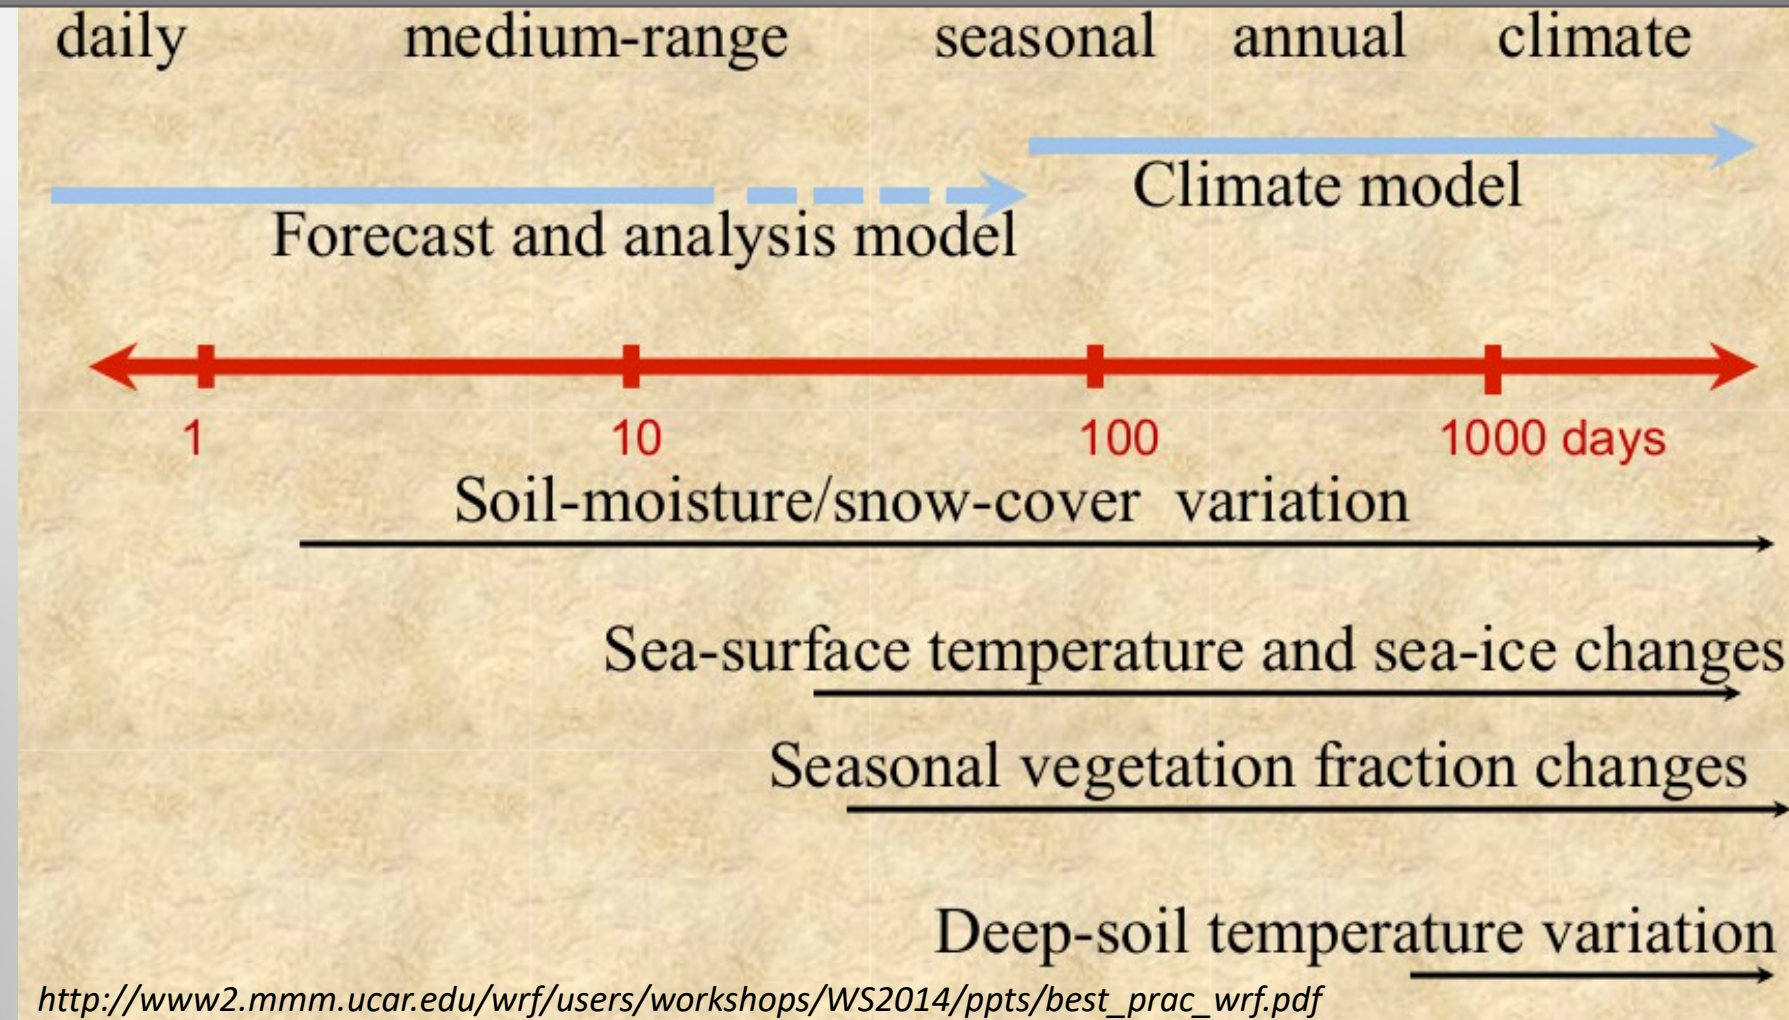 daily medium-range seasonal annual climate
Climate model
Forecast and analysis model
1 10 100 1000 days
Soil-moisture/snow-cover variation
Sea-surface temperature and sea-ice changes
Seasonal vegetation fraction changes
Deep-soil temperature variation
http://www2.mmm.ucar.edu/wrf/users/workshops/WS2014/ppts/best_prac_wrf.pdf